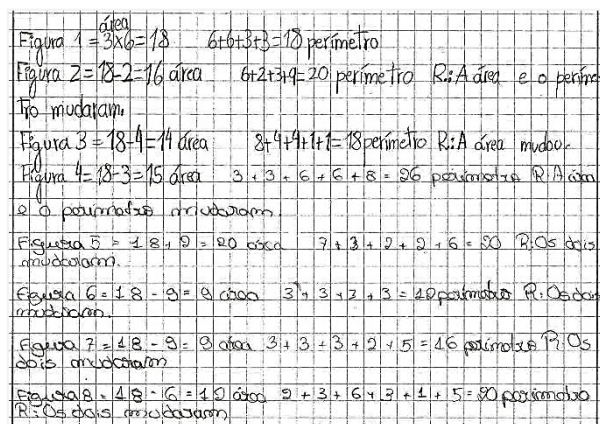 área
Figura 1 = 3x6=18 6+6+3+3=18 perímetro
Figura 2=18-2=16 área 6+2+3+9=20 perímetro R: A área e o períme
tro mudaram.
Figura 3 = 18-4=14 área 8+4+4+1+1=18 perímetro R: A área mudou.
Figura 4=18-3=15 área 3+3+6+6+8=26 perímetro R: A área
e o perímetro mudaram.
Figura 5 = 18+2=20 área 7+3+2+2+6=20 R: Os dois
mudaram.
Figura 6=18-9=9 área 3+3+3+3=12 perímetro R: Os dois
mudaram.
Figura 7=18-9=9 área 3+3+3+2+5=16 perímetro R: Os
dois mudaram
Figura 8=18-6=12 área 2+3+6+3+1+5=20 perímetro
R: Os dois mudaram